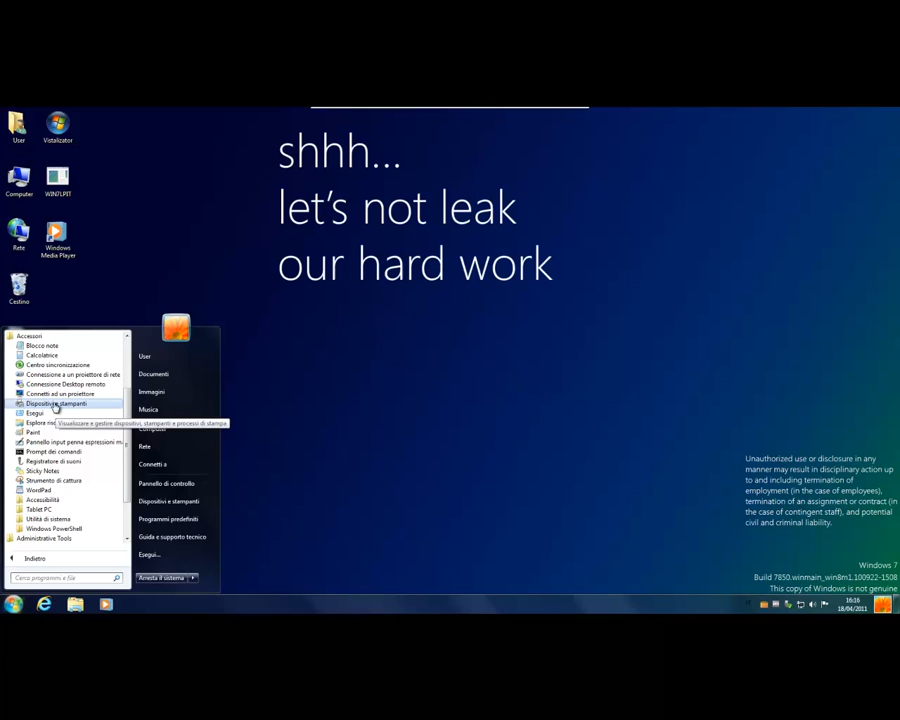 User
Vistalizator
Computer
WIN7LPIT
Rete
Windows
Media Player
Cestino
shhh...
let's not leak
our hard work
Accessori
Blocco note
Calcolatrice
Centro sincronizzazione
Connessione a un proiettore di rete
Connessione Desktop remoto
Connetti ad un proiettore
Dispositivi e stampanti
Esegui
Esplora
Visualizzare e gestire dispositivi, stampanti e processi di stampa
Paint
Pannello input penna espressioni m...
Prompt dei comandi
Registratore di suoni
Sticky Notes
Strumento di cattura
WordPad
Accessibilità
Tablet PC
Utilità di sistema
Windows PowerShell
Administrative Tools
Indietro
Cerca programmi e file
User
Documenti
Immagini
Musica
Computer
Rete
Connetti a
Pannello di controllo
Dispositivi e stampanti
Programmi predefiniti
Guida e supporto tecnico
Esegui...
Arresta il sistema
Unauthorized use or disclosure in any
manner may result in disciplinary action up
to and including termination of
employment (in the case of employees),
termination of an assignment or contract (in
the case of contingent staff), and potential
civil and criminal liability.
Windows 7
Build 7850.winmain_win8m1.100922-1508
This copy of Windows is not genuine
16:16
18/04/2011